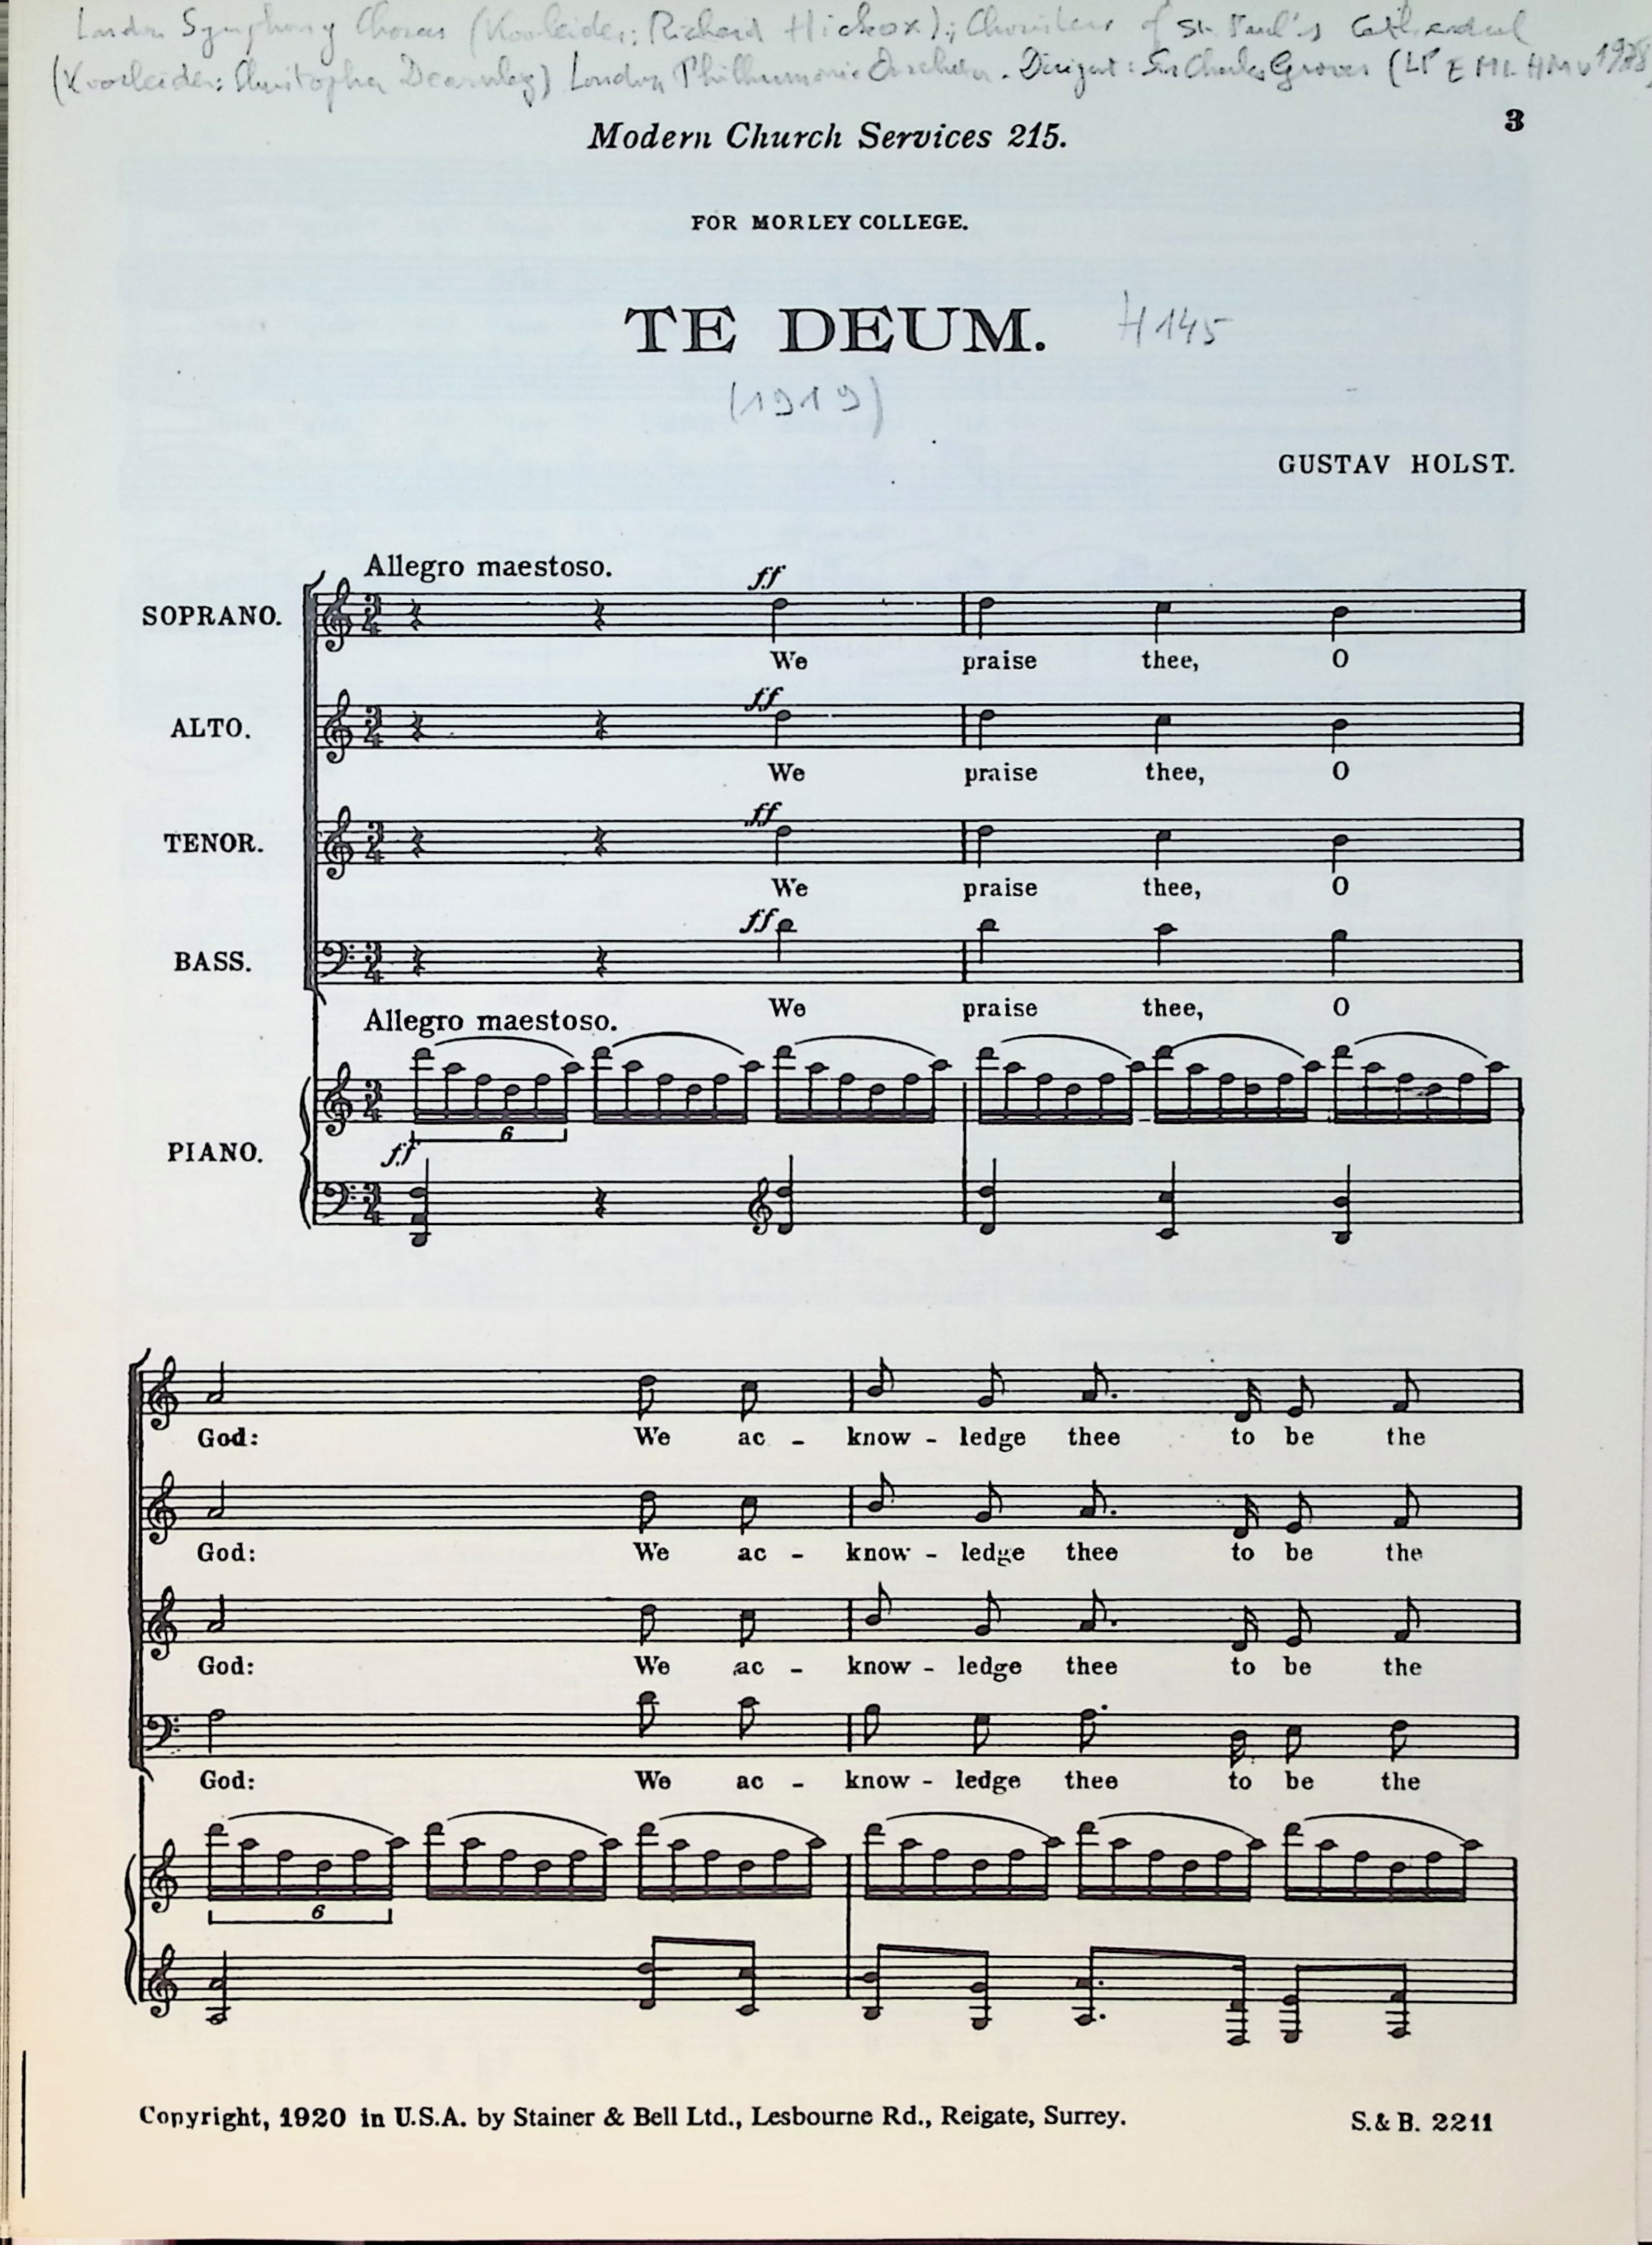 London Symphony Chorus (Koorleider: Richard Hickox); Choristers of St. Paul's Cathedral
(Koorleider: Christopher Dearnley) London Philharmonic Orchestra. Dirigent: Sir Charles Groves (LP EMI HMV 1978)
3
Modern Church Services 215.
FOR MORLEY COLLEGE.
TE DEUM. H 145
(1919)
GUSTAV HOLST.
Allegro maestoso.
ff
SOPRANO.
We praise thee, O
ff
ALTO.
We praise thee, O
ff
TENOR.
We praise thee, O
ff
BASS.
We praise thee, O
Allegro maestoso.
6
ff
PIANO.
God: We ac - know - ledge thee to be the
God: We ac - know - ledge thee to be the
God: We ac - know - ledge thee to be the
God: We ac - know - ledge thee to be the
6
Copyright, 1920 in U.S.A. by Stainer & Bell Ltd., Lesbourne Rd., Reigate, Surrey. S.& B. 2211